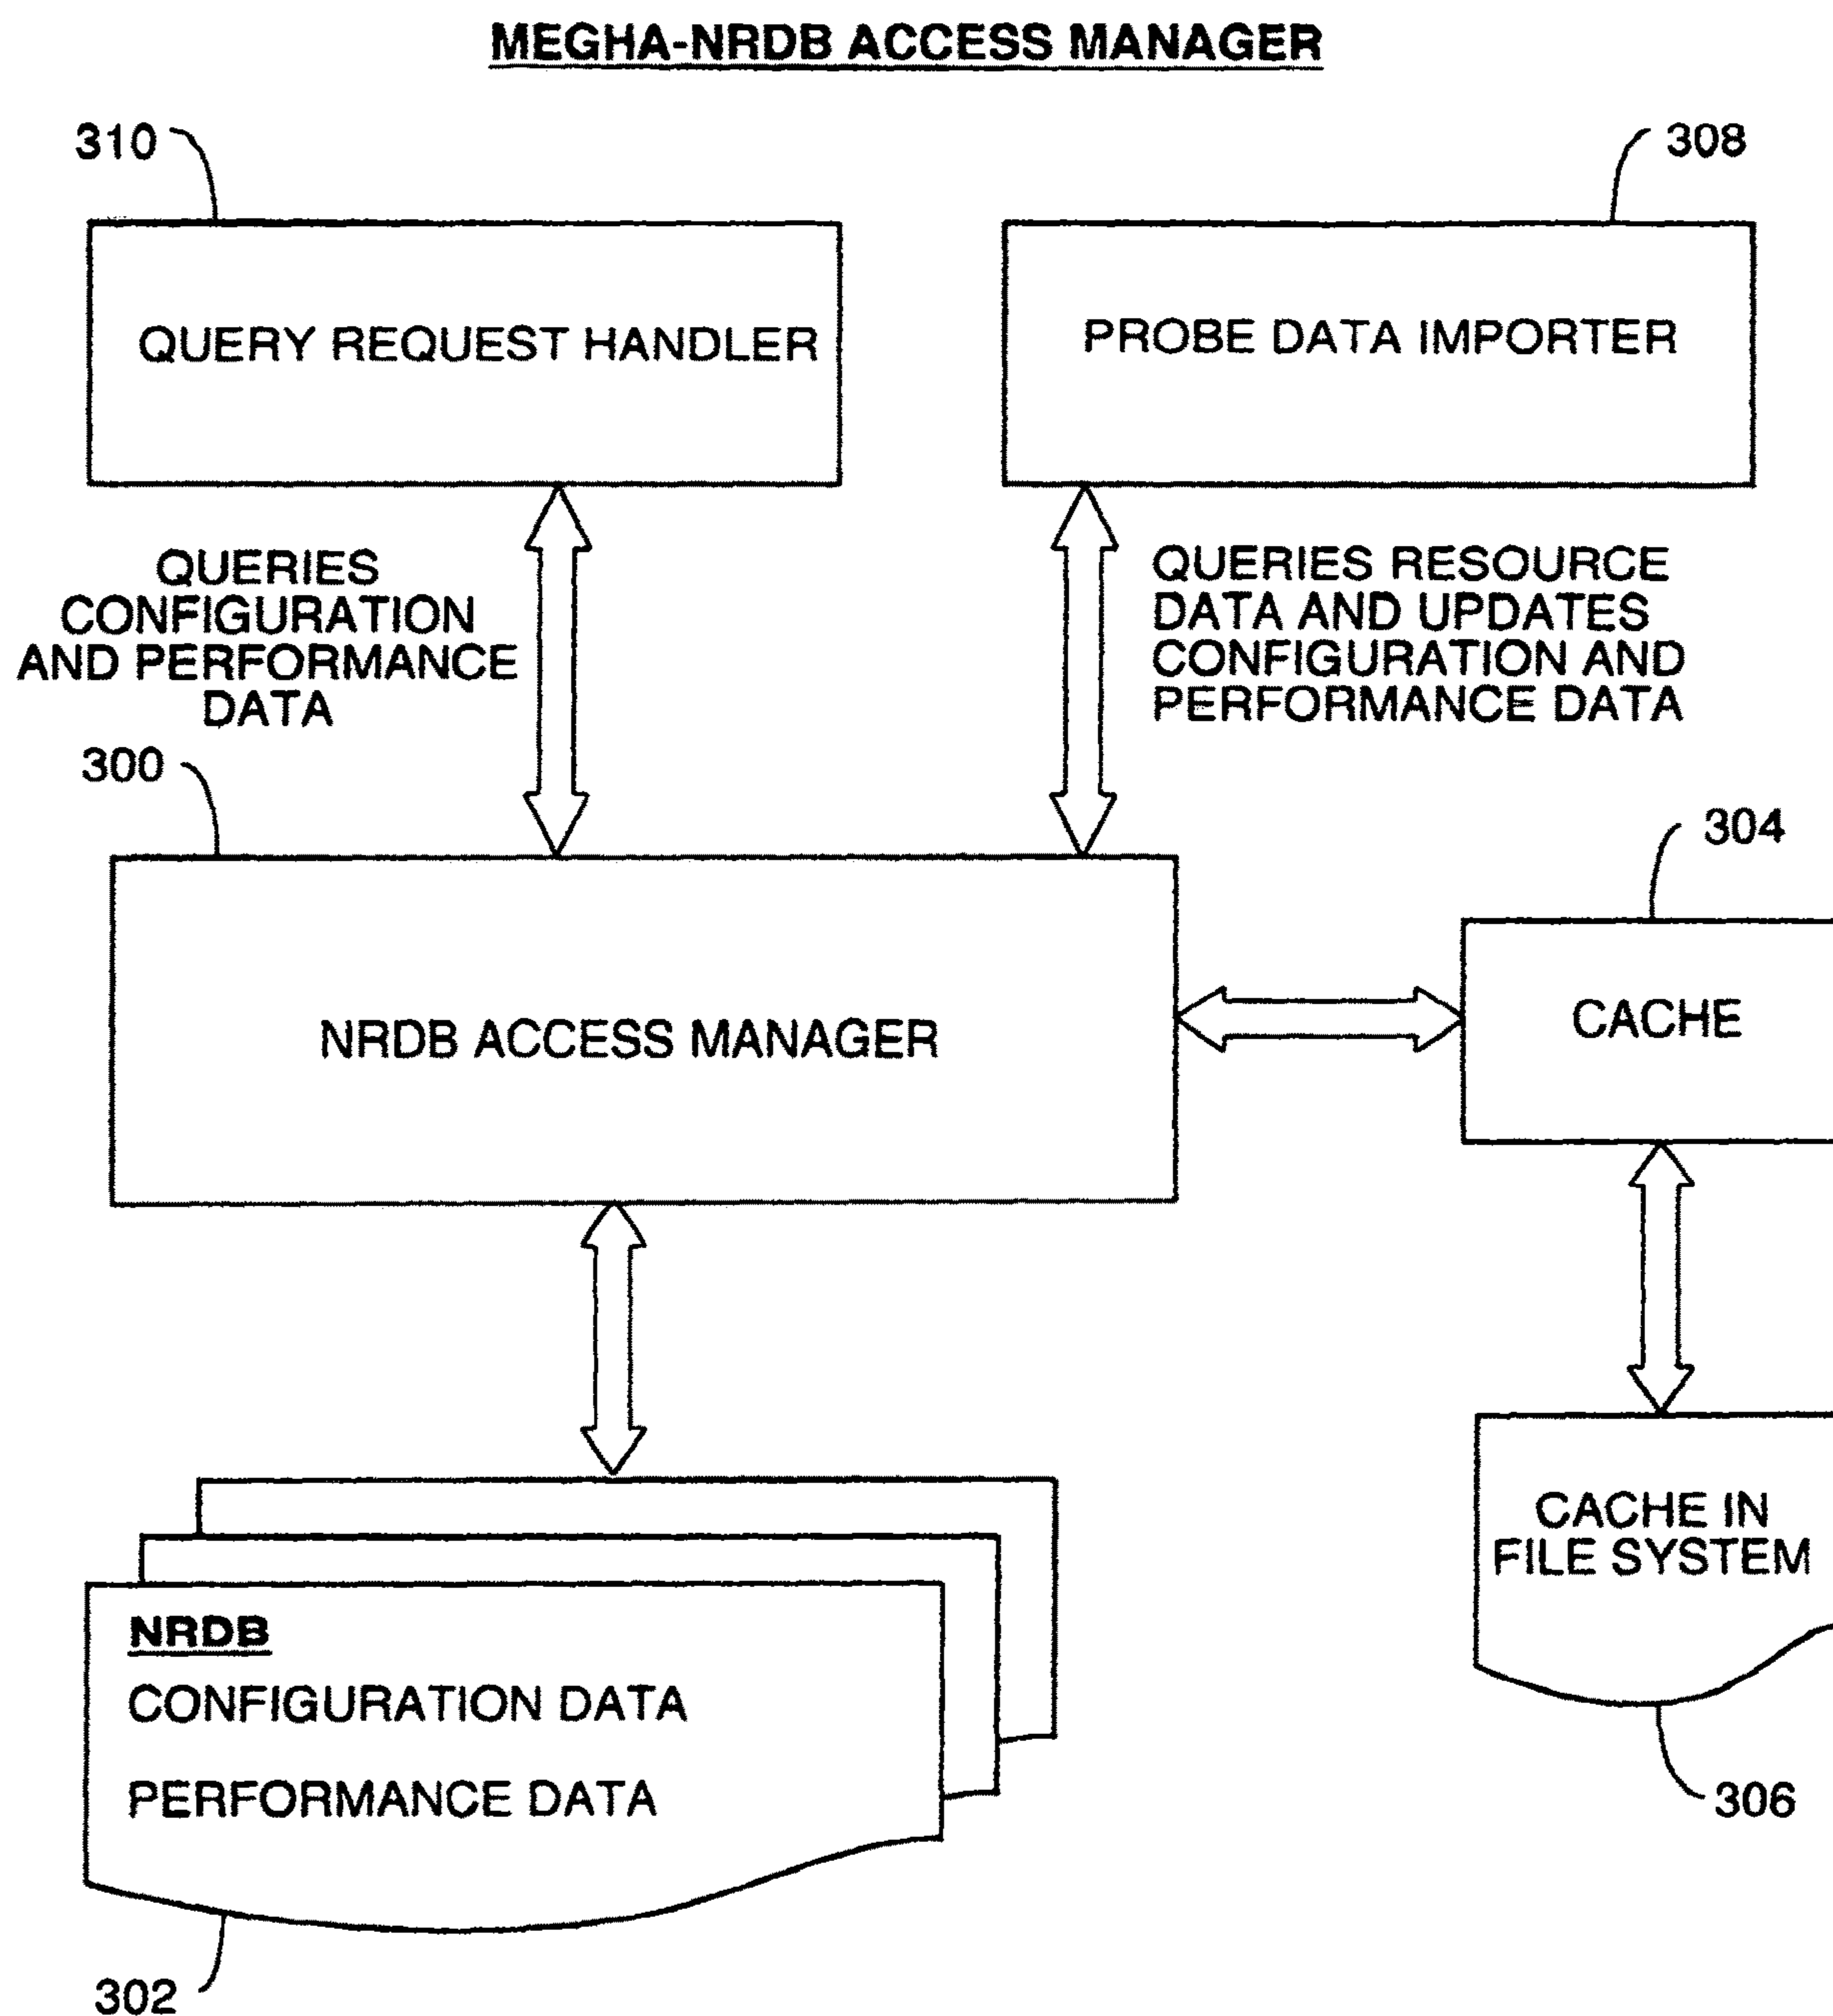 MEGHA-NRDB ACCESS MANAGER
310
308
QUERY REQUEST HANDLER
PROBE DATA IMPORTER
QUERIES
CONFIGURATION
AND PERFORMANCE
DATA
QUERIES RESOURCE
DATA AND UPDATES
CONFIGURATION AND
PERFORMANCE DATA
300
304
NRDB ACCESS MANAGER
CACHE
CACHE IN
FILE SYSTEM
NRDB
CONFIGURATION DATA
PERFORMANCE DATA
306
302